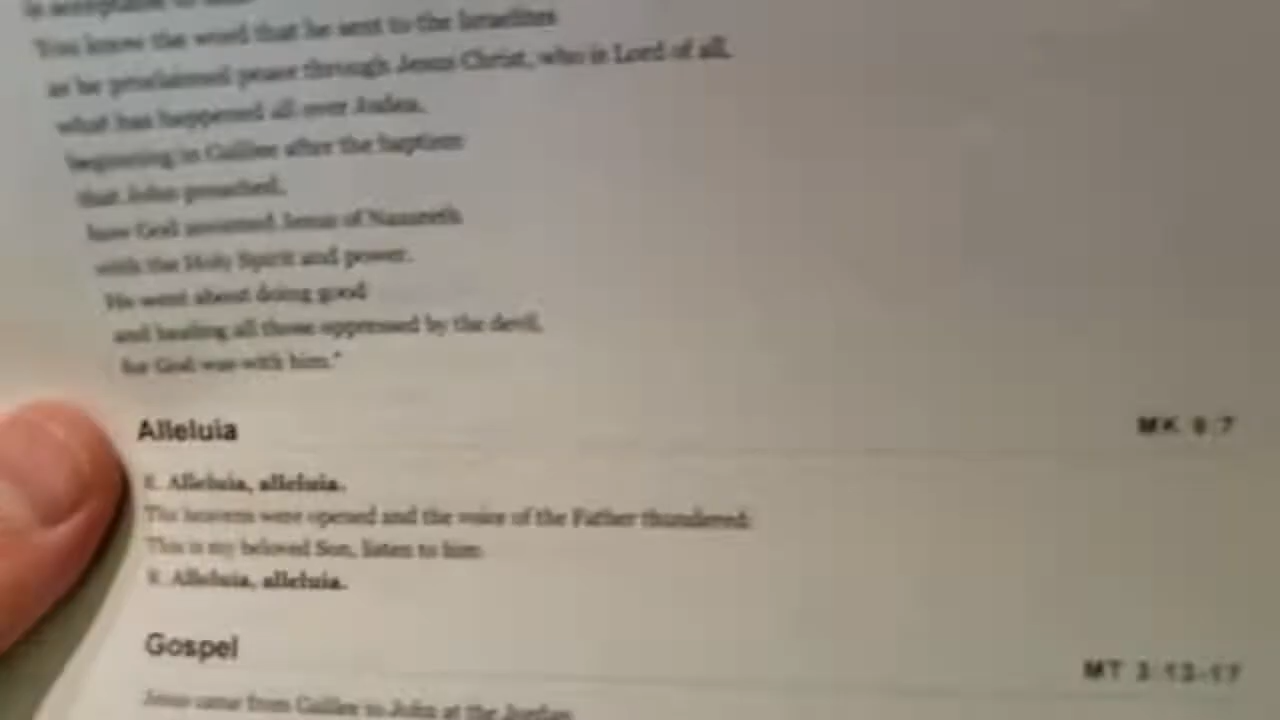 is acceptable to him
You know the word that he sent to the Israelites
as he proclaimed peace through Jesus Christ, who is Lord of all,
what has happened all over Judea,
beginning in Galilee after the baptism
that John preached,
how God anointed Jesus of Nazareth
with the Holy Spirit and power.
He went about doing good
and healing all those oppressed by the devil,
for God was with him."
Alleluia
MK 9:7
R. Alleluia, alleluia.
The heavens were opened and the voice of the Father thundered:
This is my beloved Son, listen to him.
R. Alleluia, alleluia.
Gospel
MT 3:13-17
Jesus came from Galilee to John at the Jordan